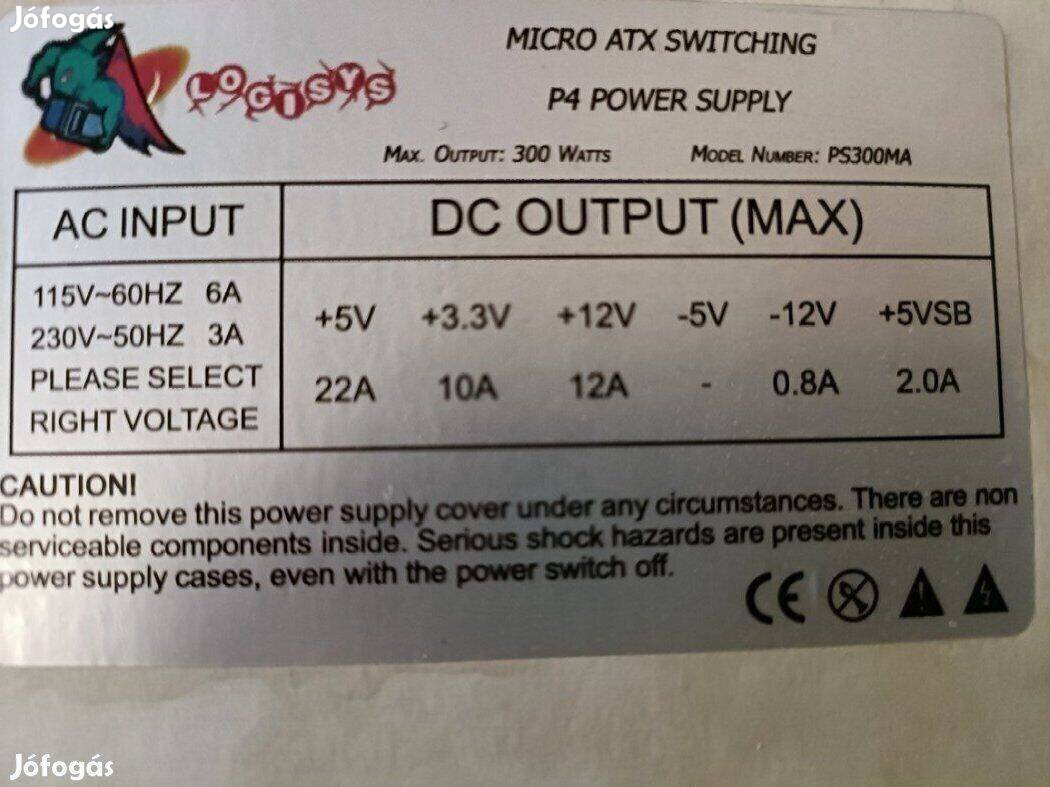 Jófogás
LOGISYS
MICRO ATX SWITCHING
P4 POWER SUPPLY
MAX. OUTPUT: 300 WATTS MODEL NUMBER: PS300MA
AC INPUT
DC OUTPUT (MAX)
115V~60HZ 6A
230V~50HZ 3A
PLEASE SELECT
RIGHT VOLTAGE
+5V +3.3V +12V -5V -12V +5VSB
22A 10A 12A - 0.8A 2.0A
CAUTION!
Do not remove this power supply cover under any circumstances. There are non
serviceable components inside. Serious shock hazards are present inside this
power supply cases, even with the power switch off.
CE
Jófogás